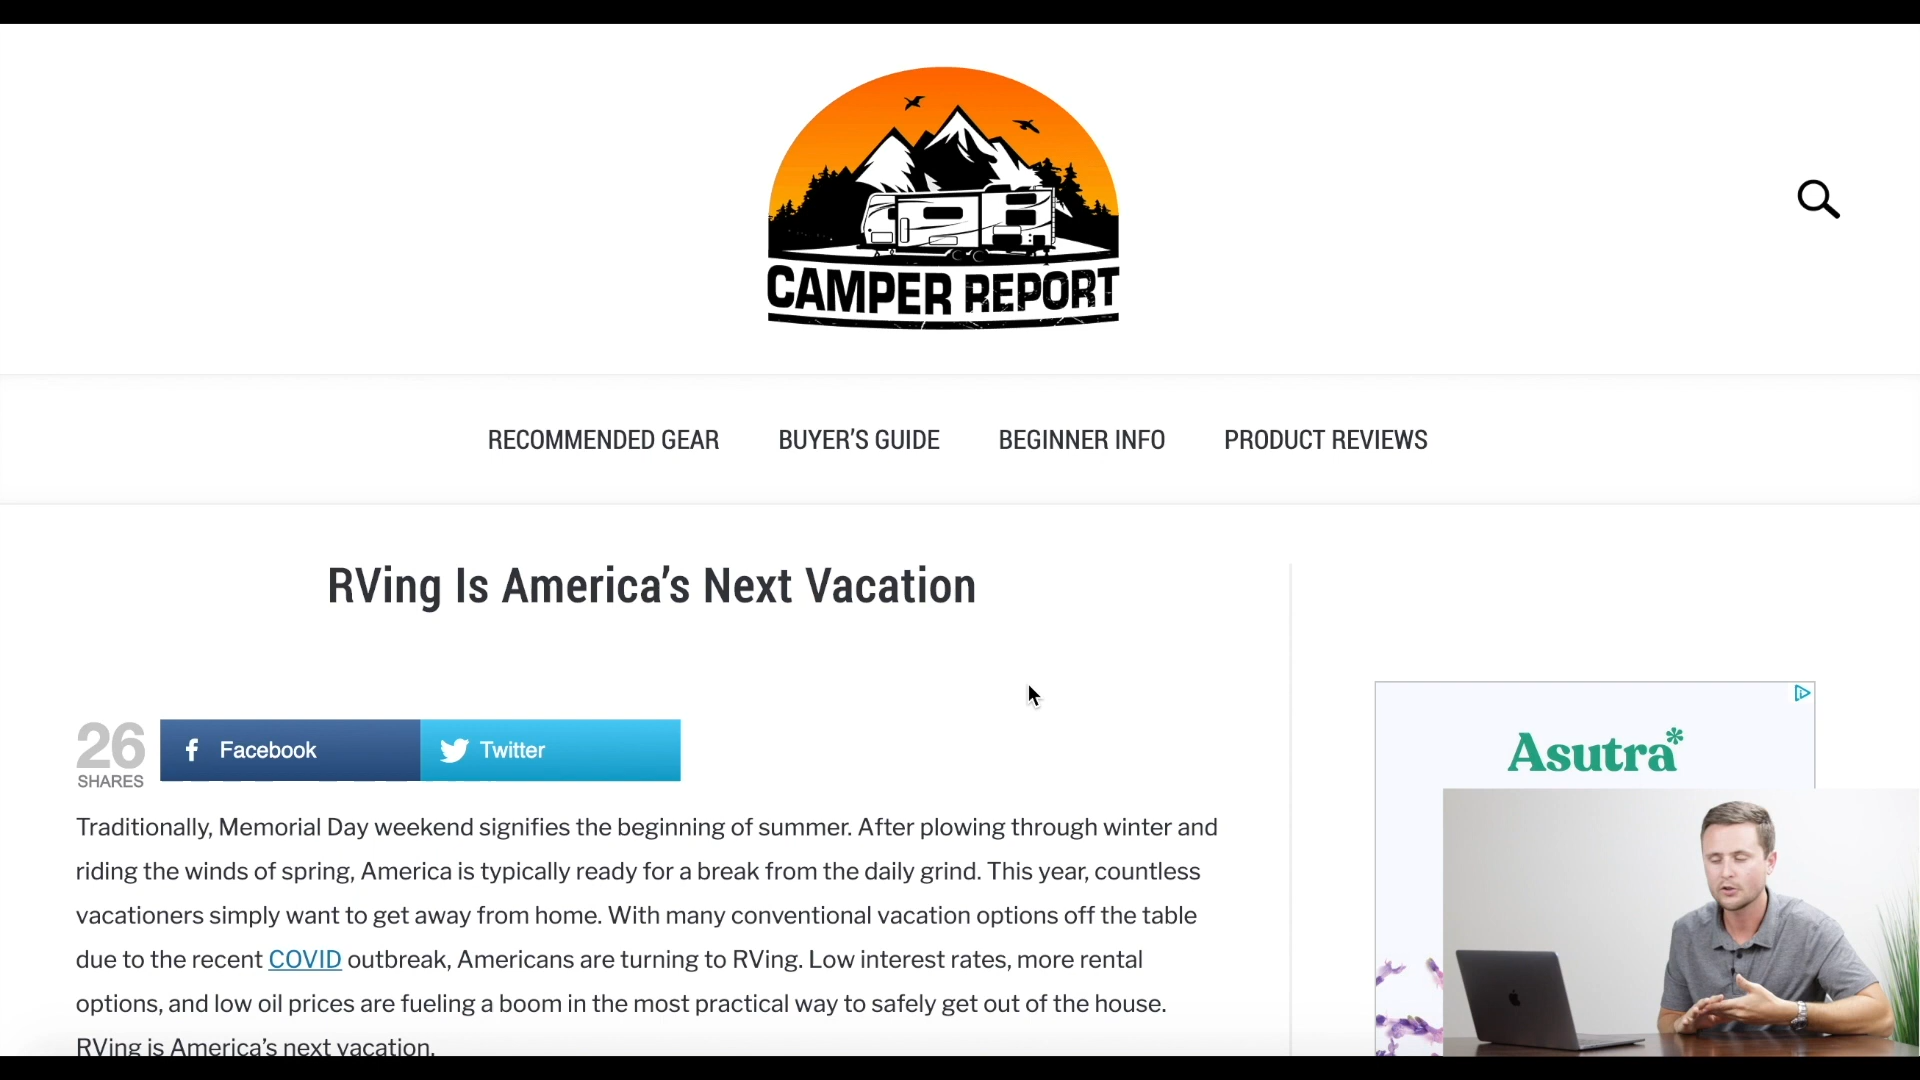 CAMPER REPORT
RECOMMENDED GEAR
BUYER’S GUIDE
BEGINNER INFO
PRODUCT REVIEWS
RVing Is America’s Next Vacation
26
SHARES
Facebook
Twitter
Traditionally, Memorial Day weekend signifies the beginning of summer. After plowing through winter and
riding the winds of spring, America is typically ready for a break from the daily grind. This year, countless
vacationers simply want to get away from home. With many conventional vacation options off the table
due to the recent COVID outbreak, Americans are turning to RVing. Low interest rates, more rental
options, and low oil prices are fueling a boom in the most practical way to safely get out of the house.
RVing is America’s next vacation.
Asutra